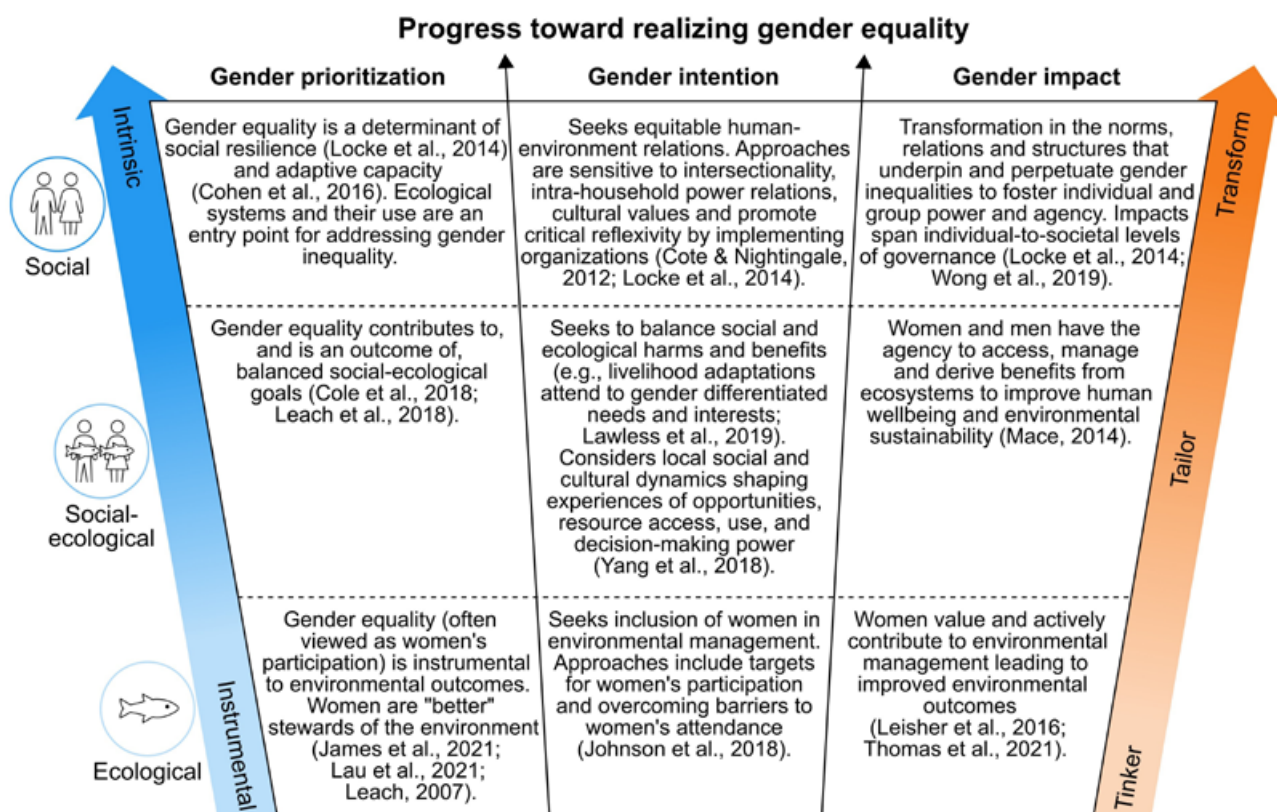 Progress toward realizing gender equality
Gender prioritization
Gender intention
Gender impact
Intrinsic
Instrumental
Social
Gender equality is a determinant of
social resilience (Locke et al., 2014)
and adaptive capacity
(Cohen et al., 2016). Ecological
systems and their use are an
entry point for addressing gender
inequality.
Seeks equitable human-
environment relations. Approaches
are sensitive to intersectionality,
intra-household power relations,
cultural values and promote
critical reflexivity by implementing
organizations (Cote & Nightingale,
2012; Locke et al., 2014).
Transformation in the norms,
relations and structures that
underpin and perpetuate gender
inequalities to foster individual and
group power and agency. Impacts
span individual-to-societal levels
of governance (Locke et al., 2014;
Wong et al., 2019).
Transform
Social-
ecological
Gender equality contributes to,
and is an outcome of,
balanced social-ecological
goals (Cole et al., 2018;
Leach et al., 2018).
Seeks to balance social and
ecological harms and benefits
(e.g., livelihood adaptations
attend to gender differentiated
needs and interests;
Lawless et al., 2019).
Considers local social and
cultural dynamics shaping
experiences of opportunities,
resource access, use, and
decision-making power
(Yang et al., 2018).
Women and men have the
agency to access, manage
and derive benefits from
ecosystems to improve human
wellbeing and environmental
sustainability (Mace, 2014).
Tailor
Ecological
Gender equality (often
viewed as women's
participation) is instrumental
to environmental outcomes.
Women are "better"
stewards of the environment
(James et al., 2021;
Lau et al., 2021;
Leach, 2007).
Seeks inclusion of women in
environmental management.
Approaches include targets
for women's participation
and overcoming barriers to
women's attendance
(Johnson et al., 2018).
Women value and actively
contribute to environmental
management leading to
improved environmental
outcomes
(Leisher et al., 2016;
Thomas et al., 2021).
Tinker